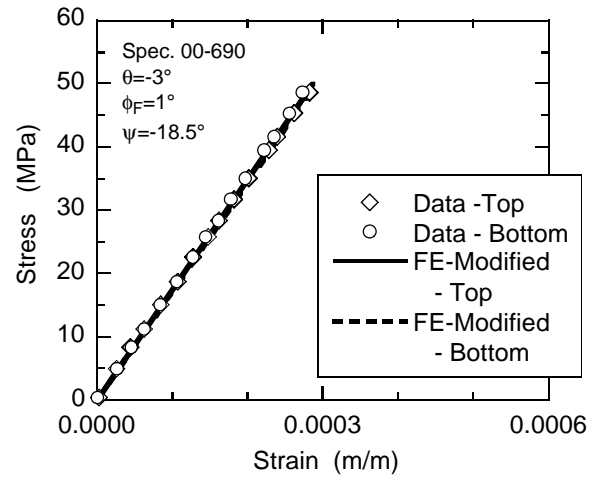 60
50
40
30
20
10
0
Stress (MPa)
Spec. 00-690
θ=-3°
ϕF=1°
ψ=-18.5°
Data -Top
Data - Bottom
FE-Modified
- Top
FE-Modified
- Bottom
0.0000
0.0003
0.0006
Strain (m/m)